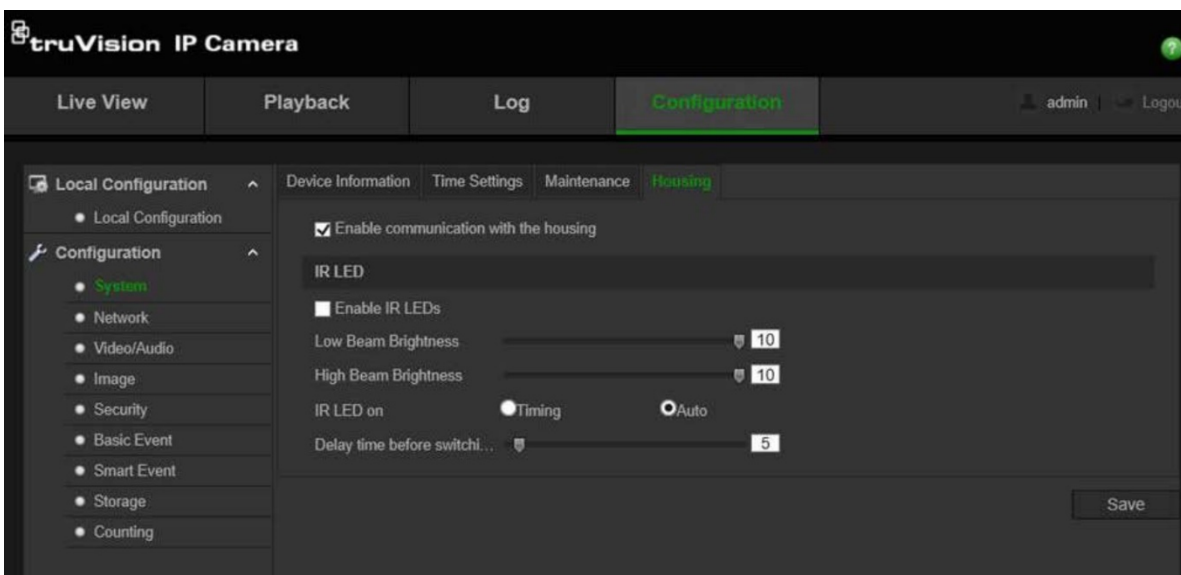 truVision IP Camera
?
Live View Playback Log Configuration admin | Logou
Local Configuration
Local Configuration
Configuration
System
Network
Video/Audio
Image
Security
Basic Event
Smart Event
Storage
Counting
Device Information Time Settings Maintenance Housing
Enable communication with the housing
IR LED
Enable IR LEDs
Low Beam Brightness 10
High Beam Brightness 10
IR LED on Timing Auto
Delay time before switchi... 5
Save